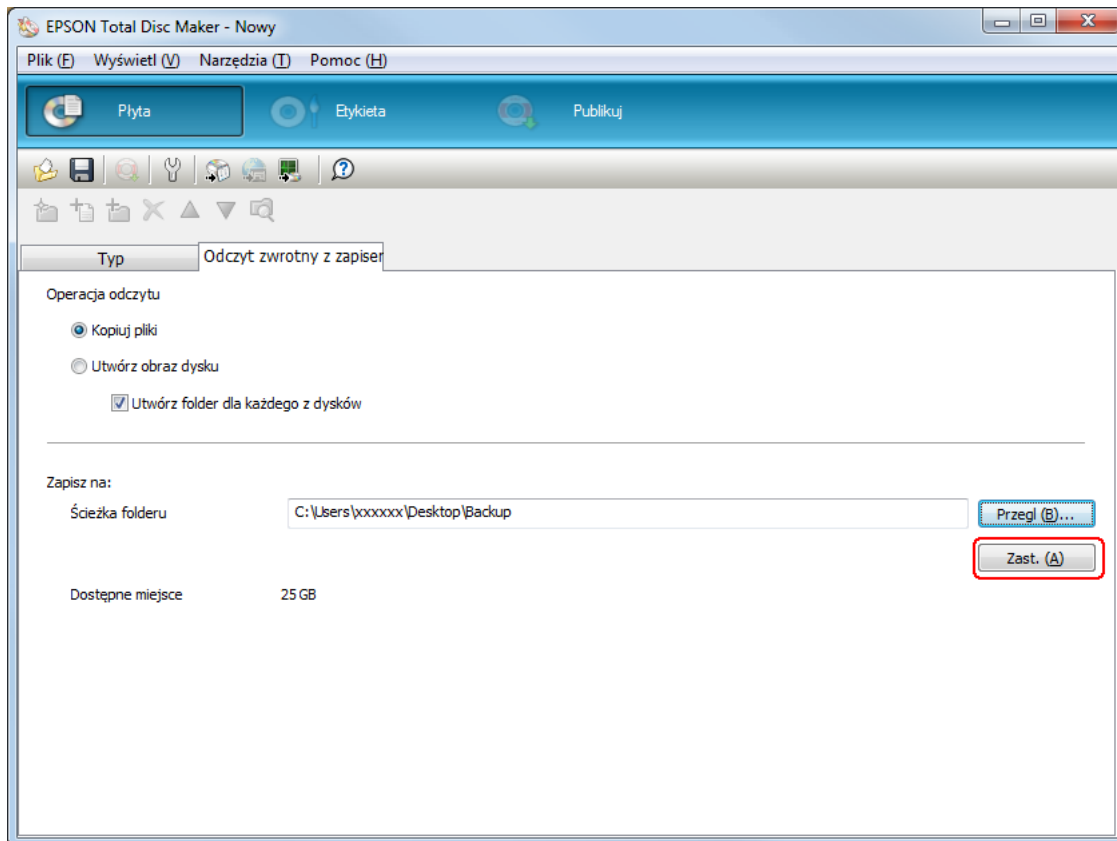 EPSON Total Disc Maker - Nowy
Plik (F) Wyświetl (V) Narzędzia (T) Pomoc (H)
Płyta Etykieta Publikuj
Typ Odczyt zwrotny z zapiser
Operacja odczytu
Kopiuj pliki
Utwórz obraz dysku
Utwórz folder dla każdego z dysków
Zapisz na:
Ścieżka folderu C:\Users\xxxxxx\Desktop\Backup Przegl (B)...
Zast. (A)
Dostępne miejsce 25 GB